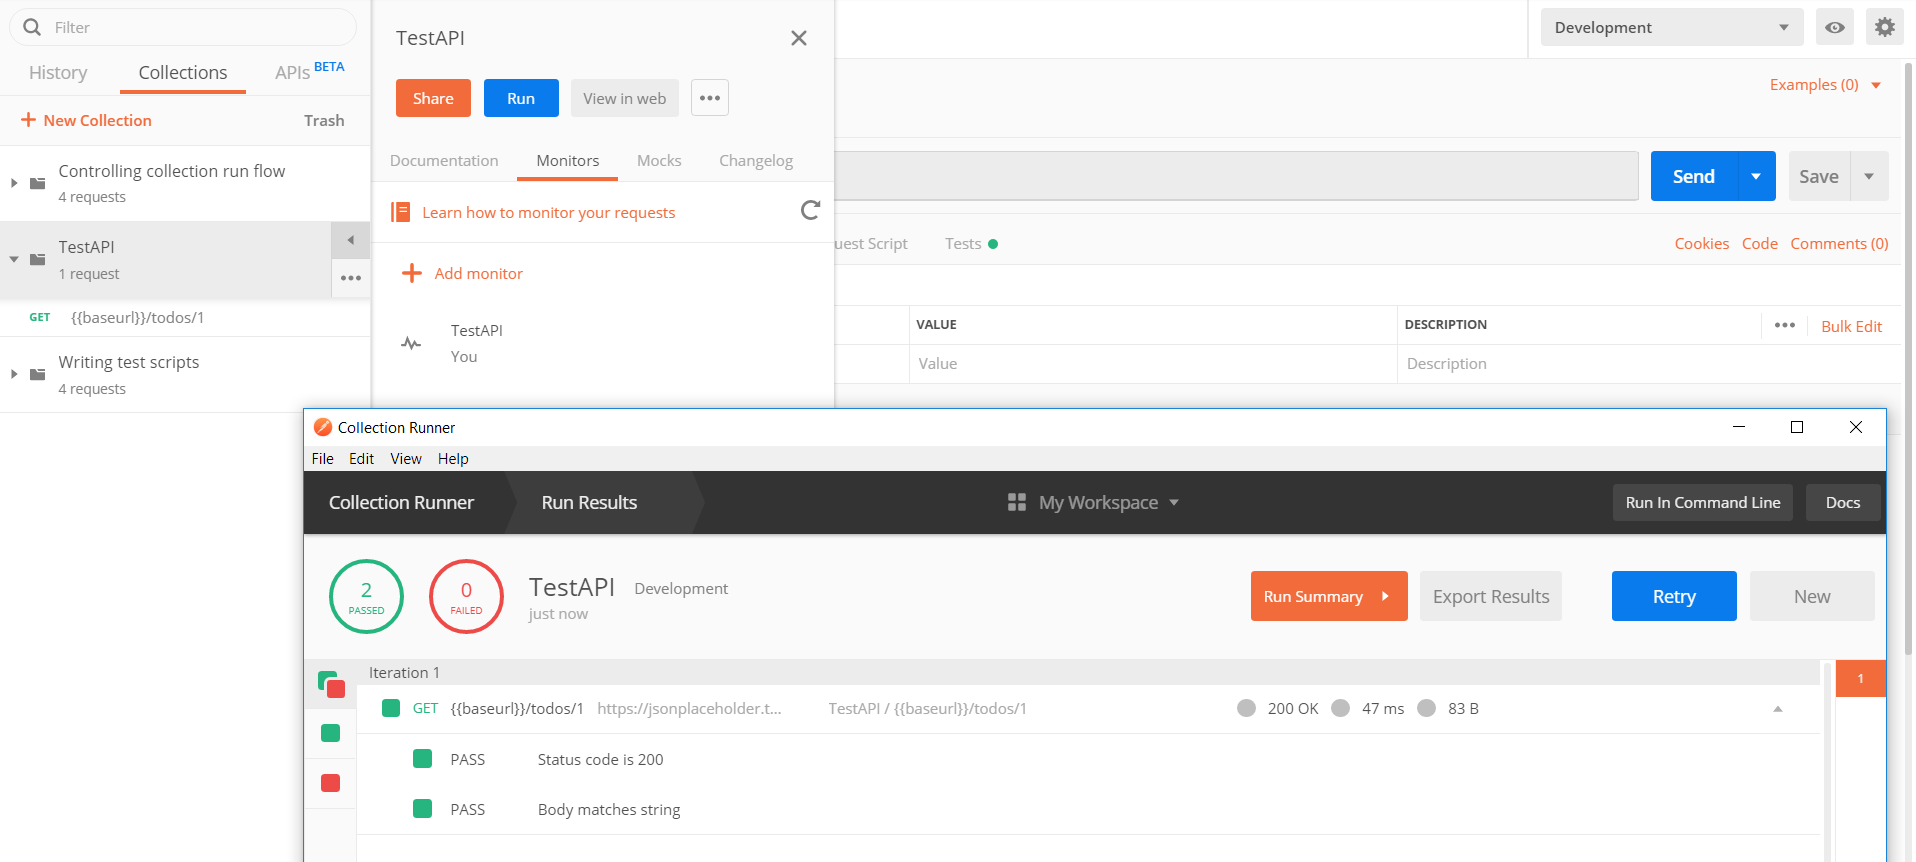 Filter
History Collections APIs BETA
New Collection Trash
Controlling collection run flow
4 requests
TestAPI
1 request
GET {{baseurl}}/todos/1
Writing test scripts
4 requests
TestAPI
Share Run View in web
Documentation Monitors Mocks Changelog
Learn how to monitor your requests
Add monitor
TestAPI
You
Development
Examples (0)
Send Save
uest Script Tests Cookies Code Comments (0)
VALUE DESCRIPTION Bulk Edit
Value Description
Collection Runner
File Edit View Help
Collection Runner Run Results My Workspace Run In Command Line Docs
2 PASSED
0 FAILED
TestAPI Development
just now
Run Summary Export Results Retry New
Iteration 1
1
GET {{baseurl}}/todos/1 https://jsonplaceholder.t... TestAPI / {{baseurl}}/todos/1 200 OK 47 ms 83 B
PASS Status code is 200
PASS Body matches string